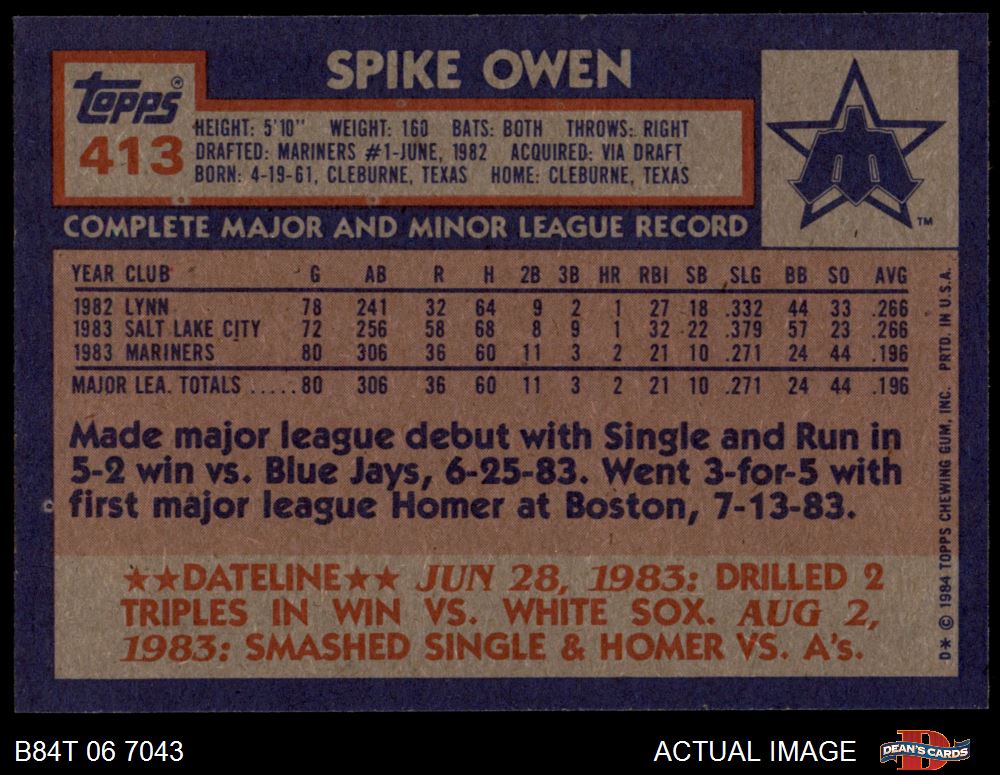 SPIKE OWEN
Topps ®
413
HEIGHT: 5'10" WEIGHT: 160 BATS: BOTH THROWS: RIGHT
DRAFTED: MARINERS #1-JUNE, 1982 ACQUIRED: VIA DRAFT
BORN: 4-19-61, CLEBURNE, TEXAS HOME: CLEBURNE, TEXAS
TM
COMPLETE MAJOR AND MINOR LEAGUE RECORD
YEAR CLUB G AB R H 2B 3B HR RBI SB SLG BB SO AVG
1982 LYNN 78 241 32 64 9 2 1 27 18 .332 44 33 .266
1983 SALT LAKE CITY 72 256 58 68 8 9 1 32 22 .379 57 23 .266
1983 MARINERS 80 306 36 60 11 3 2 21 10 .271 24 44 .196
MAJOR LEA. TOTALS .....80 306 36 60 11 3 2 21 10 .271 24 44 .196
Made major league debut with Single and Run in
5-2 win vs. Blue Jays, 6-25-83. Went 3-for-5 with
first major league Homer at Boston, 7-13-83.
★★DATELINE★★ JUN 28, 1983: DRILLED 2
TRIPLES IN WIN VS. WHITE SOX. AUG 2,
1983: SMASHED SINGLE & HOMER VS. A's.
D* © 1984 TOPPS CHEWING GUM, INC. PRTD. IN U.S.A.
B84T 06 7043
ACTUAL IMAGE
DEAN'S CARDS